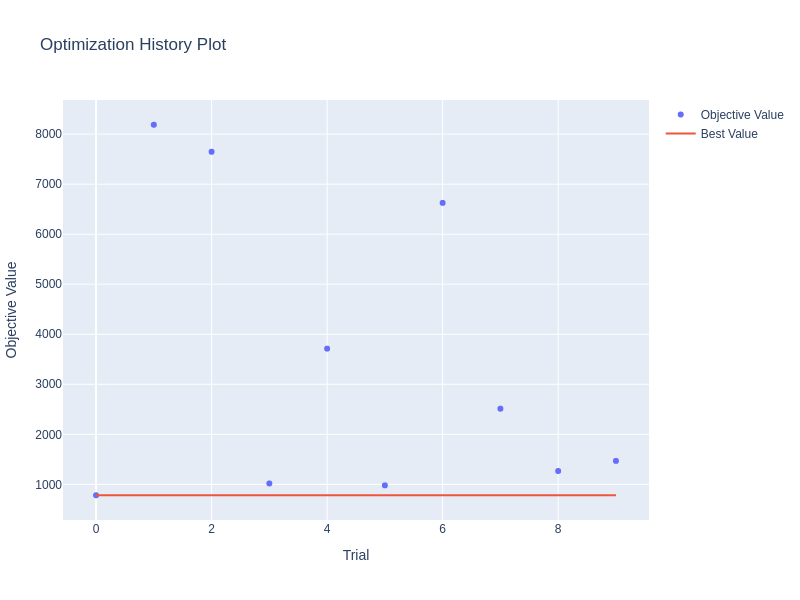 Optimization History Plot
Objective Value
Best Value
8000
7000
6000
5000
4000
3000
2000
1000
Objective Value
0
2
4
6
8
Trial